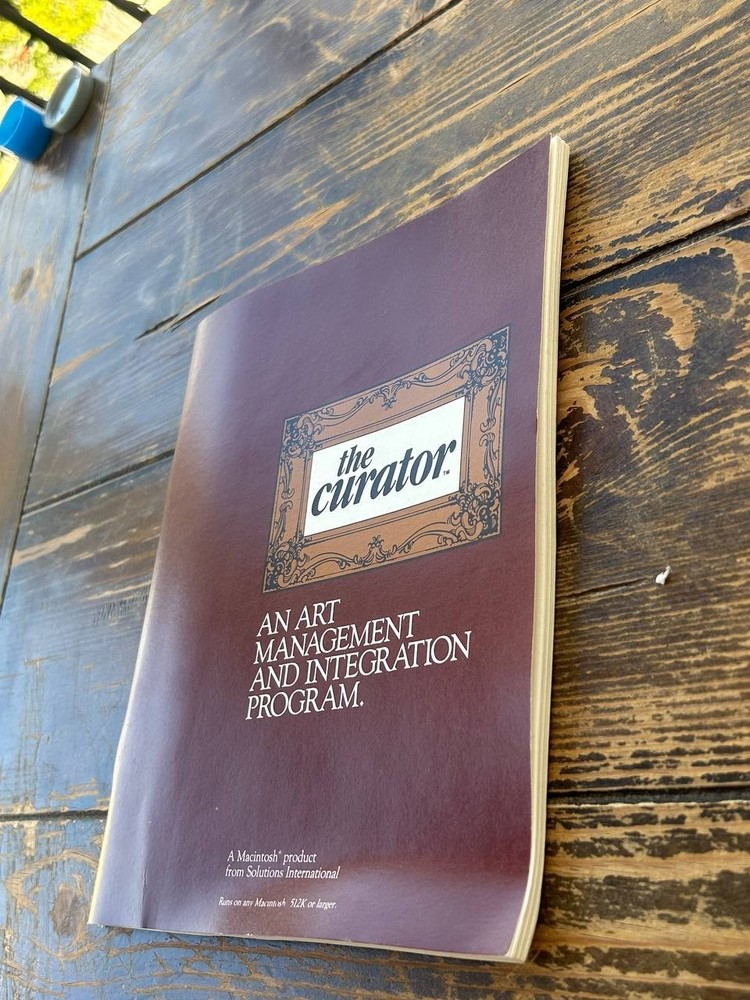 the
curator™
AN ART
MANAGEMENT
AND INTEGRATION
PROGRAM.
A Macintosh® product
from Solutions International
Runs on any Macintosh 512K or larger.